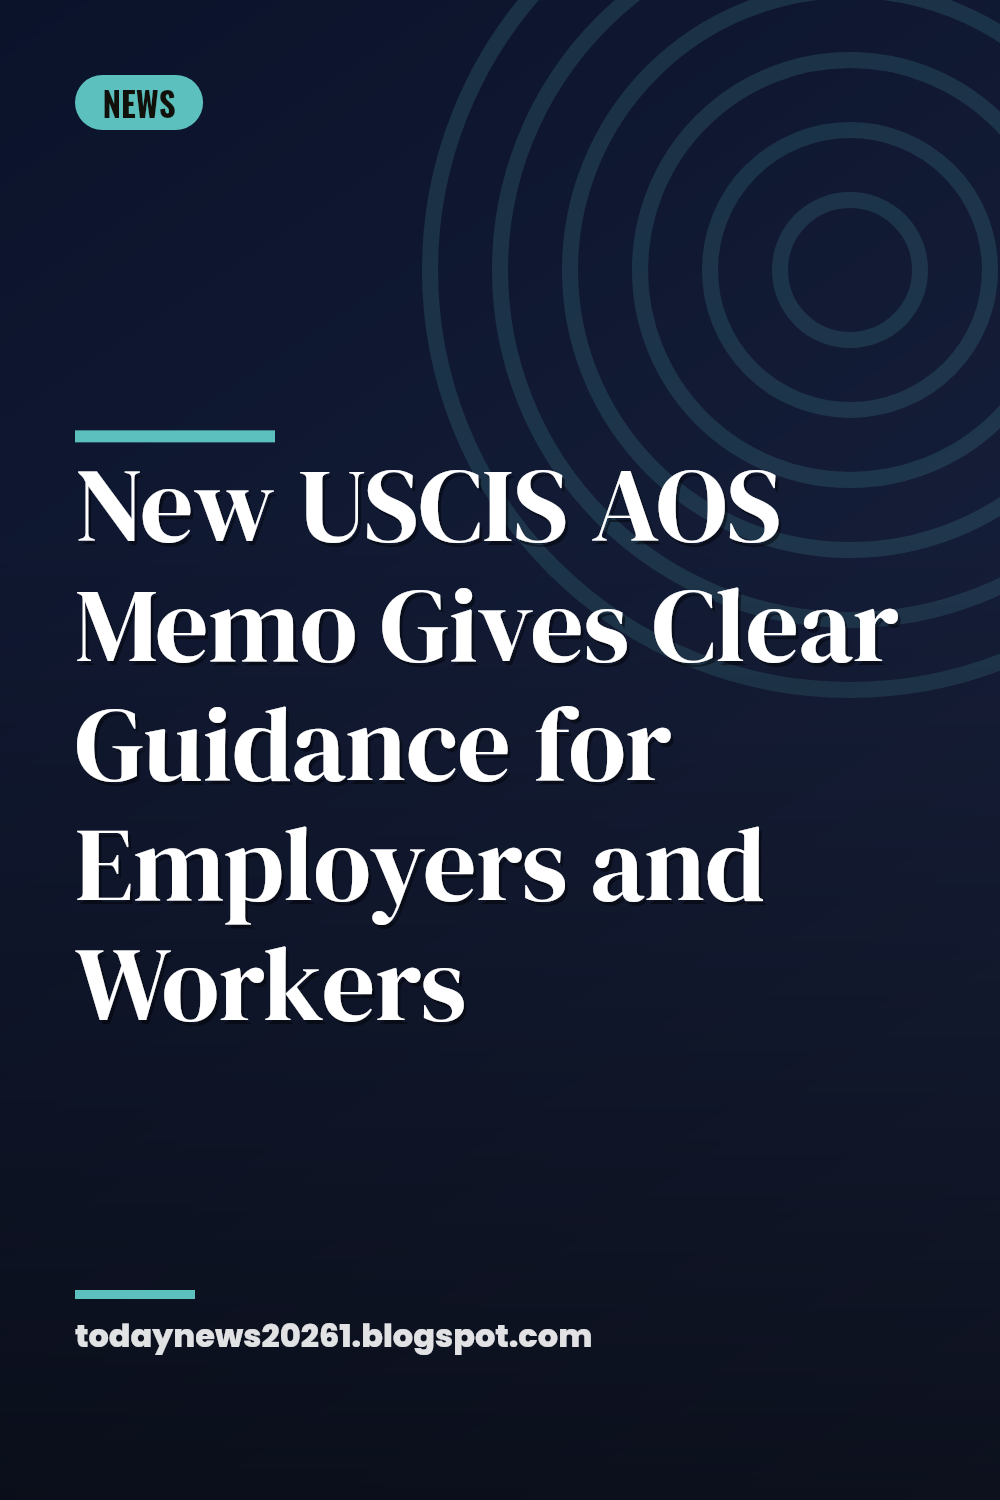 NEWS
New USCIS AOS
Memo Gives Clear
Guidance for
Employers and
Workers
todaynews20261.blogspot.com